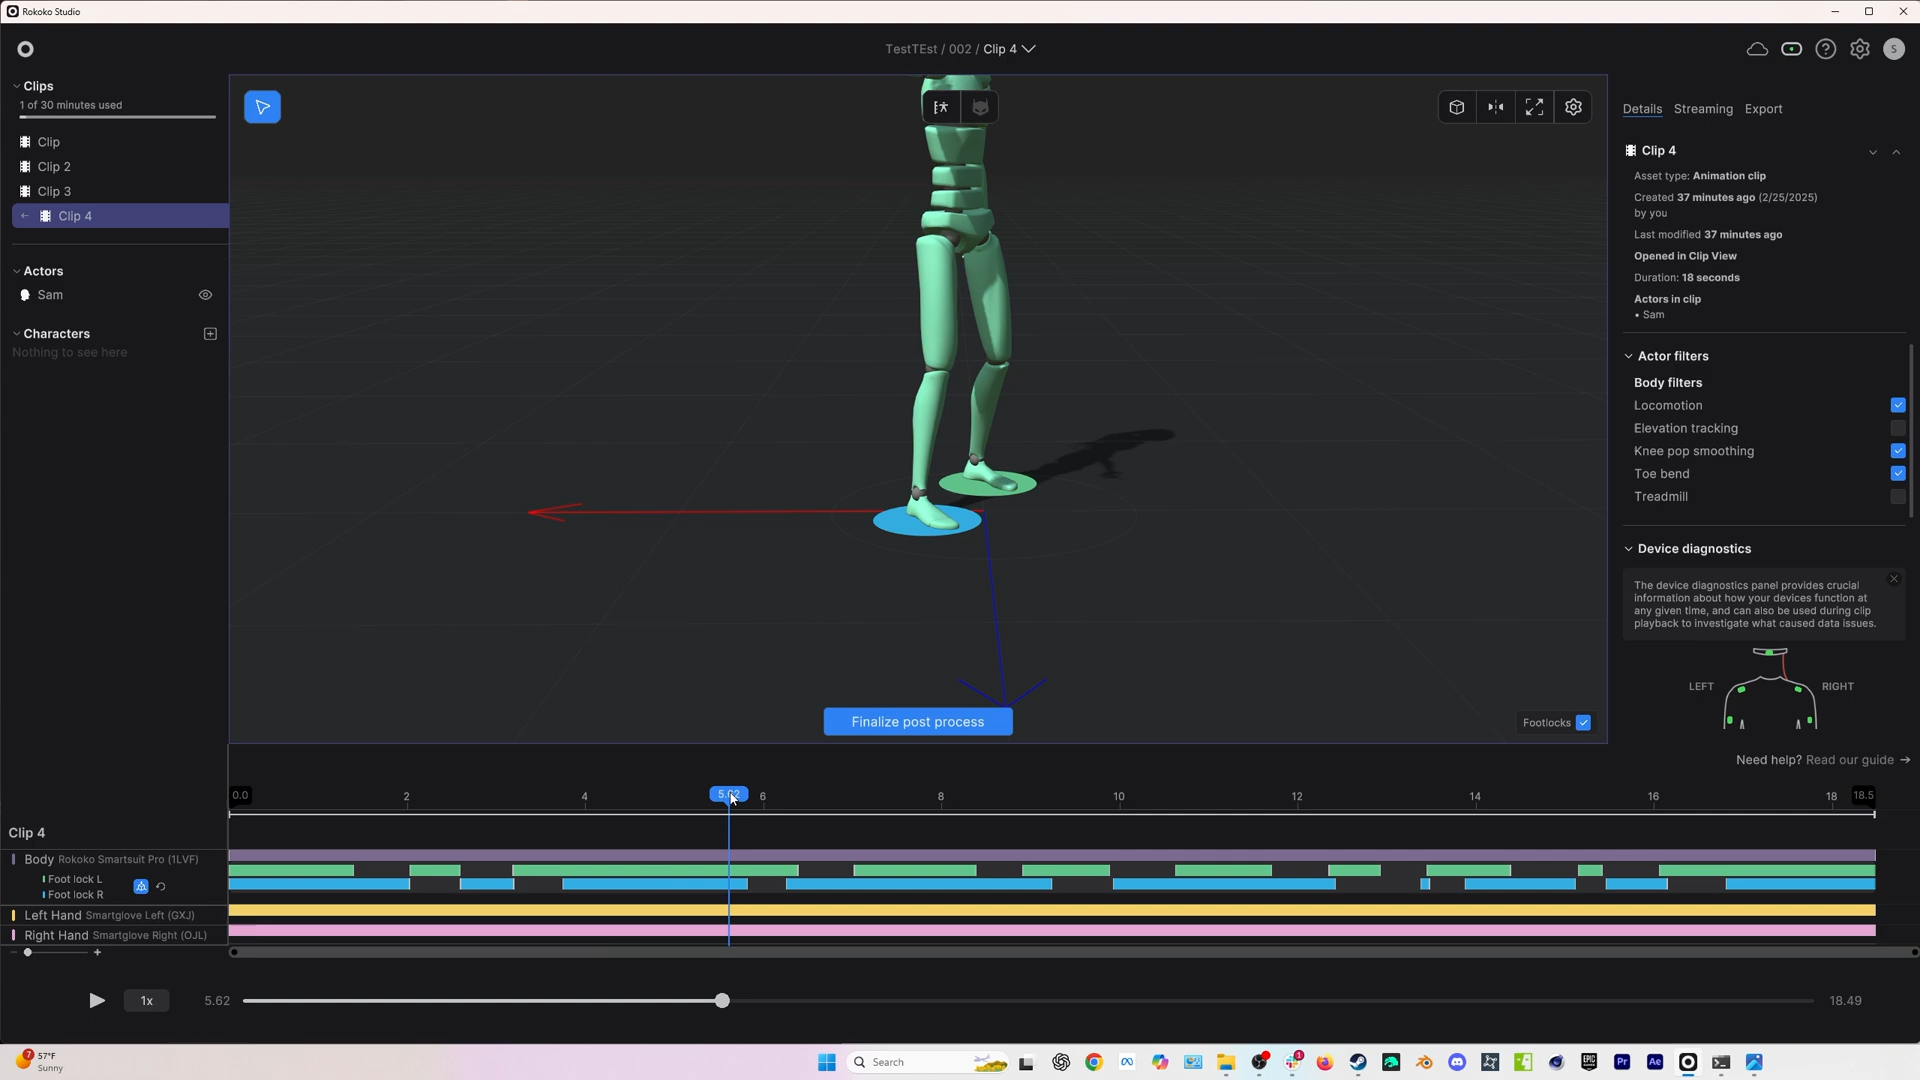 Rokoko Studio
TestTEst / 002 / Clip 4
S
Clips
1 of 30 minutes used
Clip
Clip 2
Clip 3
Clip 4
Actors
Sam
Characters
Nothing to see here
Details Streaming Export
Clip 4
Asset type: Animation clip
Created 37 minutes ago (2/25/2025)
by you
Last modified 37 minutes ago
Opened in Clip View
Duration: 18 seconds
Actors in clip
• Sam
Actor filters
Body filters
Locomotion
Elevation tracking
Knee pop smoothing
Toe bend
Treadmill
Device diagnostics
The device diagnostics panel provides crucial
information about how your devices function at
any given time, and can also be used during clip
playback to investigate what caused data issues.
LEFT RIGHT
Finalize post process
Footlocks
Need help? Read our guide →
0.0 2 4 5.62 6 8 10 12 14 16 18 18.5
Clip 4
Body Rokoko Smartsuit Pro (1LVF)
Foot lock L
Foot lock R
Left Hand Smartglove Left (GXJ)
Right Hand Smartglove Right (OJL)
- +
1x 5.62 18.49
7 57°F
Sunny
Search
1
EPIC
Pr
Ae